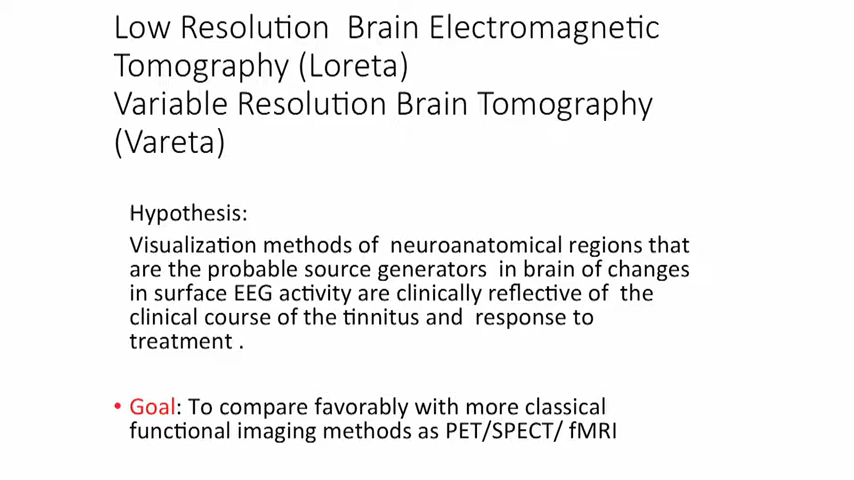 Low Resolution  Brain Electromagnetic
Tomography (Loreta)
Variable Resolution Brain Tomography
(Vareta)
Hypothesis:
Visualization methods of  neuroanatomical regions that
are the probable source generators  in brain of changes
in surface EEG activity are clinically reflective of  the
clinical course of the tinnitus and  response to
treatment .
• Goal: To compare favorably with more classical
functional imaging methods as PET/SPECT/ fMRI